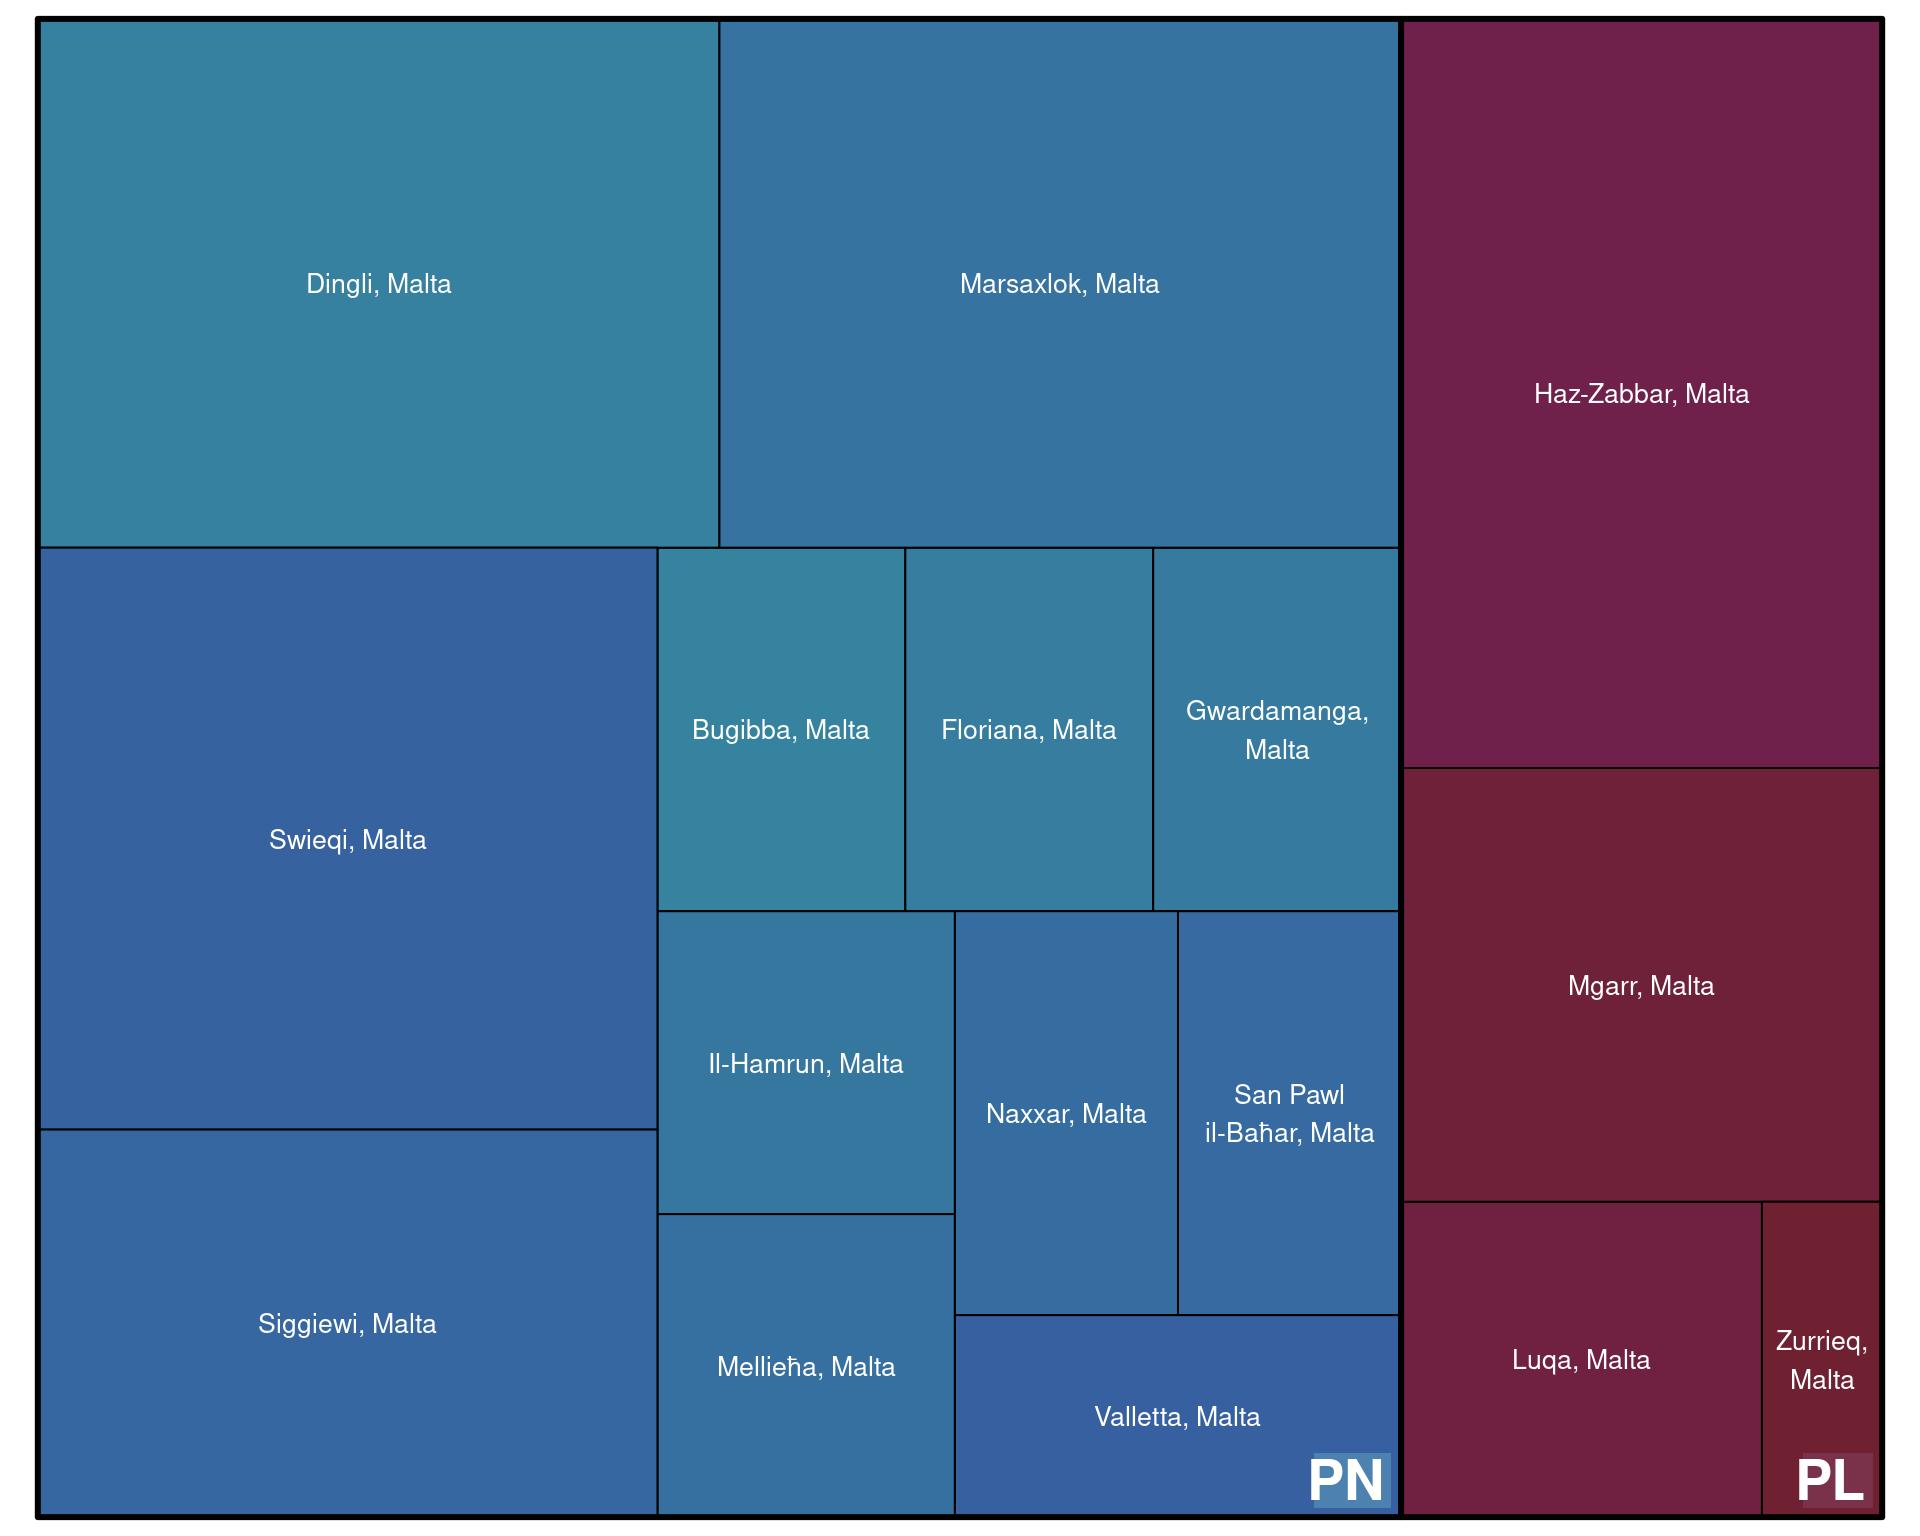 Dingli, Malta
Marsaxlok, Malta
Haz-Zabbar, Malta
Swieqi, Malta
Bugibba, Malta
Floriana, Malta
Gwardamanga,
Malta
Mgarr, Malta
Il-Hamrun, Malta
Naxxar, Malta
San Pawl
il-Baħar, Malta
Siggiewi, Malta
Mellieħa, Malta
Valletta, Malta
Luqa, Malta
Zurrieq,
Malta
PN
PL